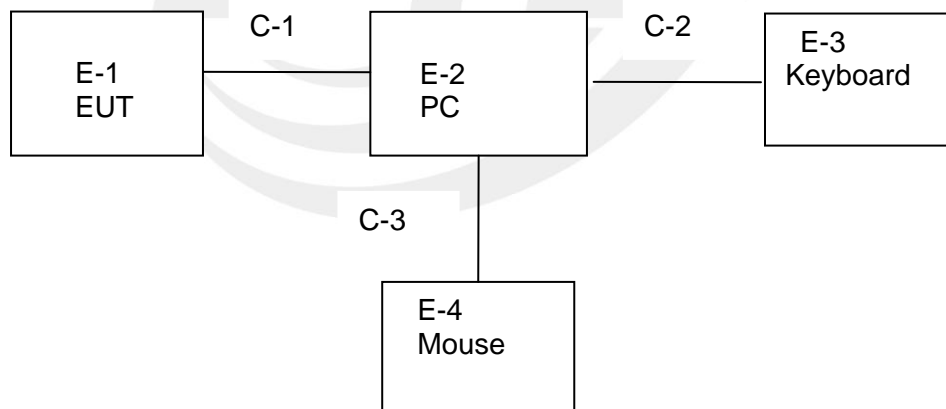 C-1
C-2
E-1
EUT
E-2
PC
E-3
Keyboard
C-3
E-4
Mouse